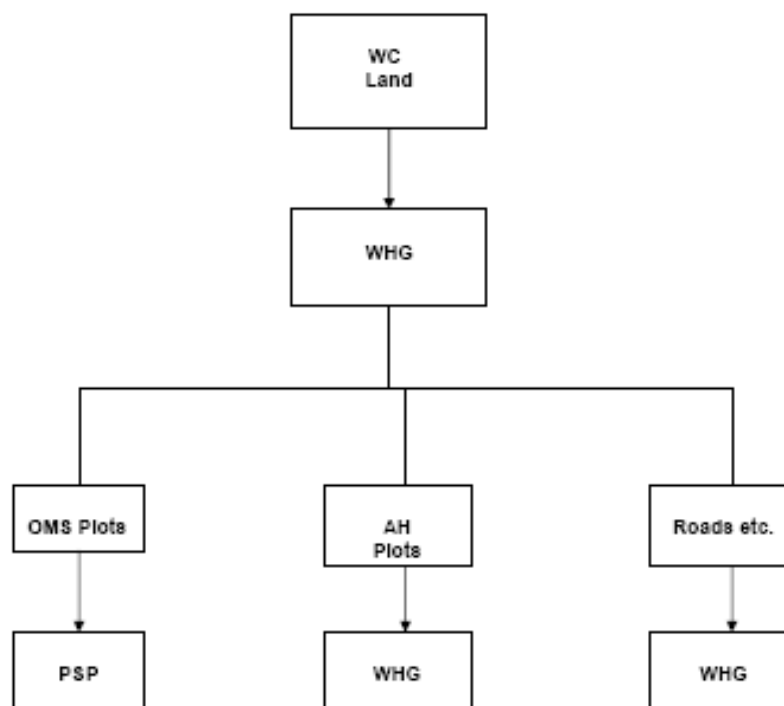 WC
Land
WHG
OMS Plots
AH
Plots
Roads etc.
PSP
WHG
WHG